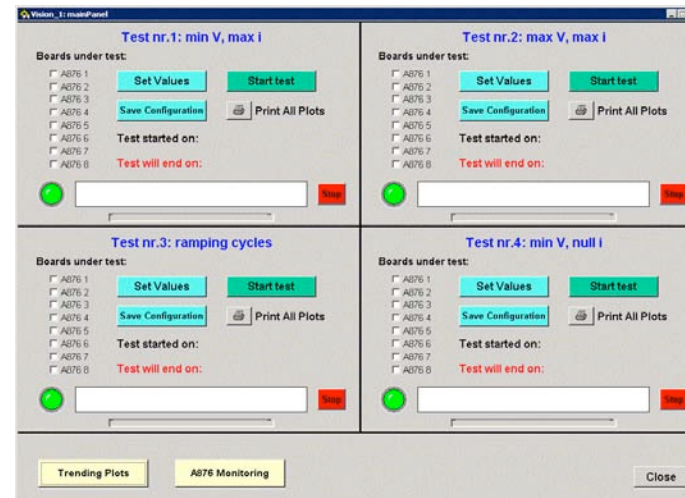 Vision_1: mainPanel
Test nr.1: min V, max i
Boards under test:
A876 1
A876 2
A876 3
A876 4
A876 5
A876 6
A876 7
A876 8
Set Values
Start test
Save Configuration
Print All Plots
Test started on:
Test will end on:
Stop
Test nr.2: max V, max i
Boards under test:
A876 1
A876 2
A876 3
A876 4
A876 5
A876 6
A876 7
A876 8
Set Values
Start test
Save Configuration
Print All Plots
Test started on:
Test will end on:
Stop
Test nr.3: ramping cycles
Boards under test:
A876 1
A876 2
A876 3
A876 4
A876 5
A876 6
A876 7
A876 8
Set Values
Start test
Save Configuration
Print All Plots
Test started on:
Test will end on:
Stop
Test nr.4: min V, null i
Boards under test:
A876 1
A876 2
A876 3
A876 4
A876 5
A876 6
A876 7
A876 8
Set Values
Start test
Save Configuration
Print All Plots
Test started on:
Test will end on:
Stop
Trending Plots
A876 Monitoring
Close